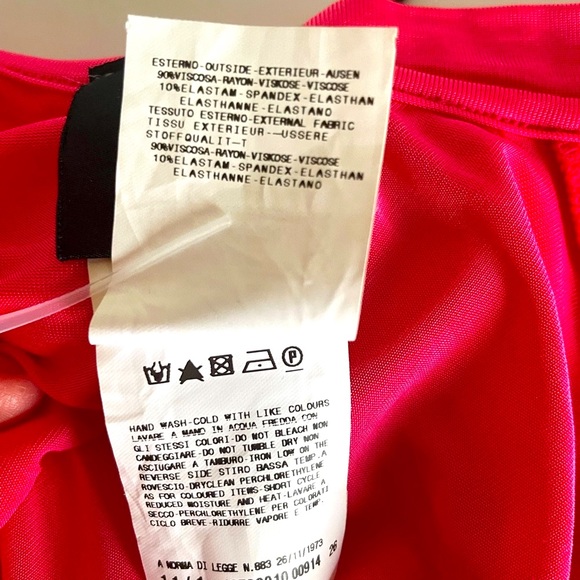 ESTERNO-OUTSIDE-EXTERIEUR-AUSEN
90%VISCOSA-RAYON-VISKOSE-VISCOSE
10%ELASTAM-SPANDEX-ELASTHAN
ELASTHANNE-ELASTANO
TESSUTO ESTERNO-EXTERNAL FABRIC
TISSU EXTERIEUR--USSERE
STOFFQUALIT-T
90%VISCOSA-RAYON-VISKOSE-VISCOSE
10%ELASTAM-SPANDEX-ELASTHAN
ELASTHANNE-ELASTANO
P
HAND WASH-COLD WITH LIKE COLOURS
LAVARE A MANO IN ACQUA FREDDA CON
GLI STESSI COLORI-DO NOT BLEACH NON
CANDEGGIARE-DO NOT TUMBLE DRY NON
ASCIUGARE A TAMBURO-IRON LOW ON THE
REVERSE SIDE STIRO BASSA TEMP.A
ROVESCIO-DRYCLEAN PERCHLORETHYLENE
AS FOR COLOURED ITEMS-SHORT CYCLE
REDUCED MOISTURE AND HEAT-LAVARE A
SECCO-PERCHLORETHYLENE PER COLORATI
CICLO BREVE-RIDURRE VAPORE E TEMP.
A NORMA DI LEGGE N.883 26/11/1973
26
00914